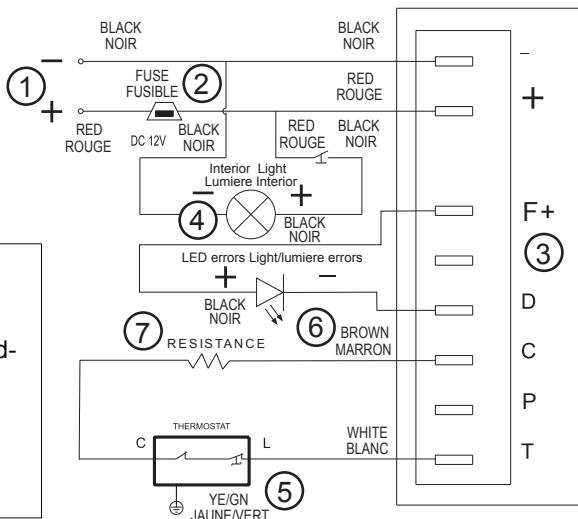 BLACK
NOIR
BLACK
NOIR
−
−
1
FUSE
FUSIBLE
2
RED
ROUGE
+
+
RED
ROUGE
DC 12V
BLACK
NOIR
RED
ROUGE
BLACK
NOIR
Interior Light
Lumiere Interior
−
+
4
BLACK
NOIR
F+
3
LED errors Light/lumiere errors
+
−
BLACK
NOIR
6
D
7
RESISTANCE
BROWN
MARRON
C
d-
P
THERMOSTAT
C
L
WHITE
BLANC
T
YE/GN
JAUNE/VERT
5